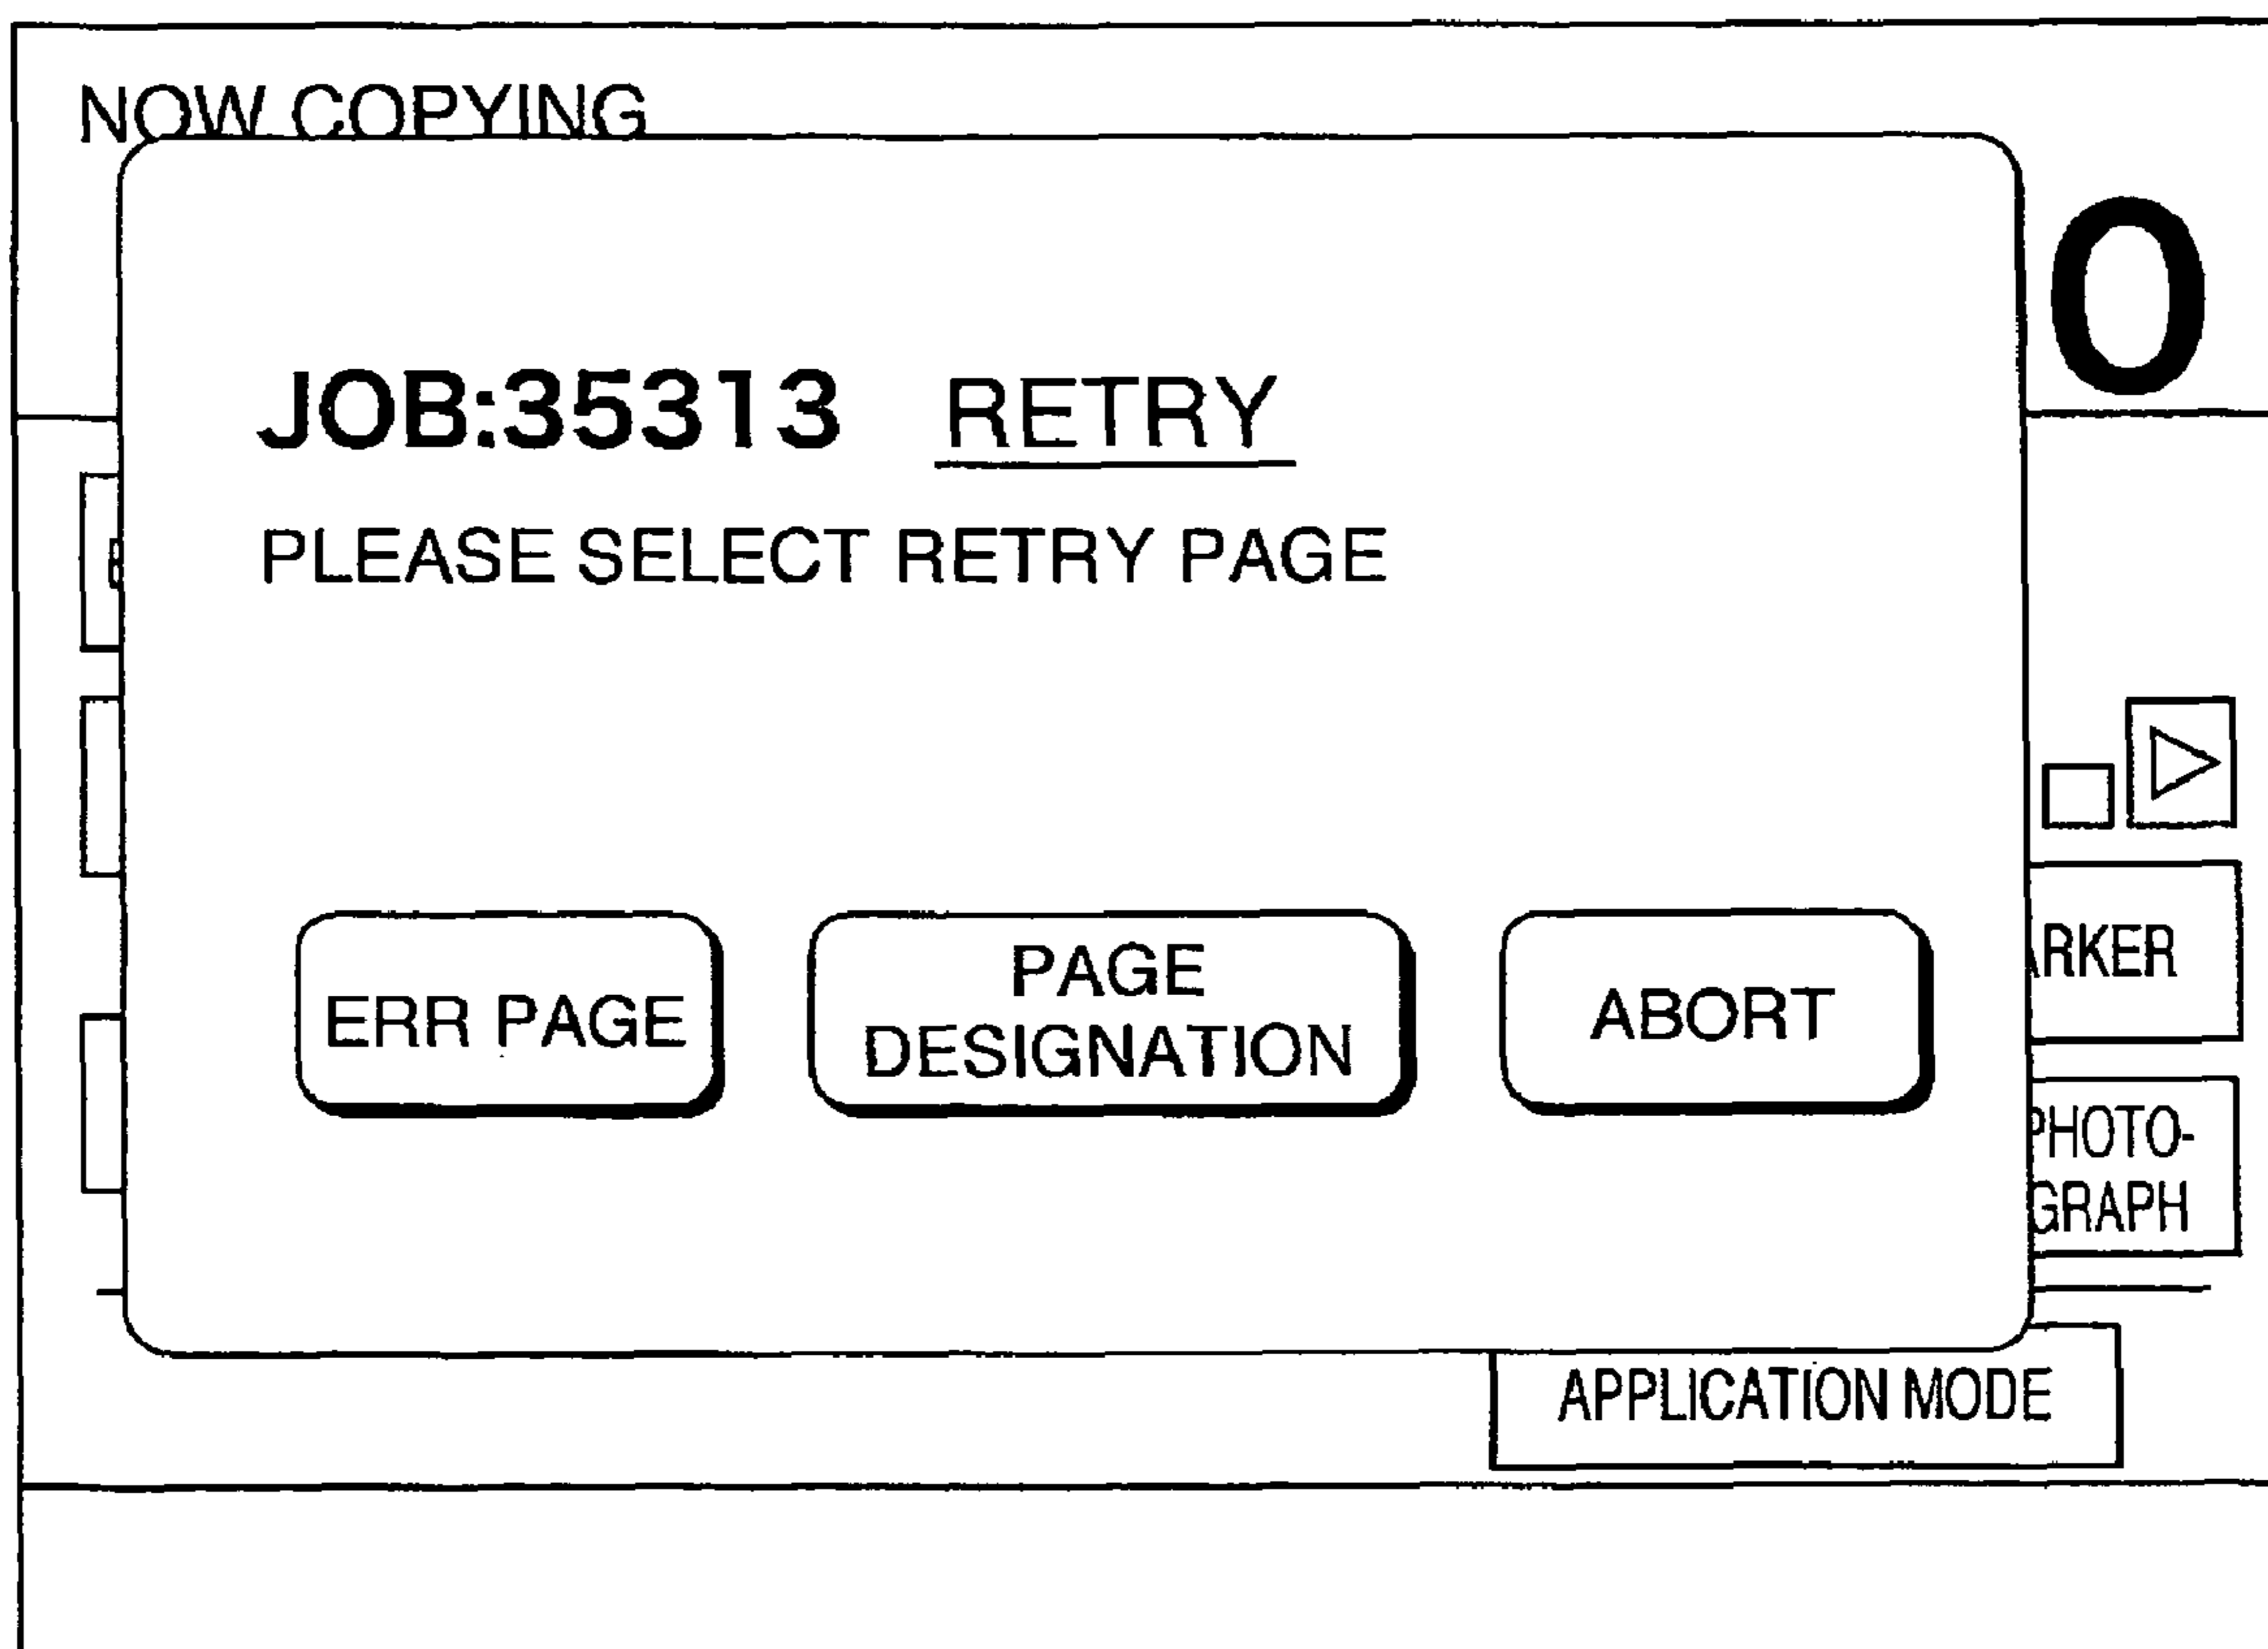 NOW COPYING
0
JOB:35313 RETRY
PLEASE SELECT RETRY PAGE
ERR PAGE
PAGE
DESIGNATION
ABORT
PHOTO-
GRAPH
APPLICATION MODE